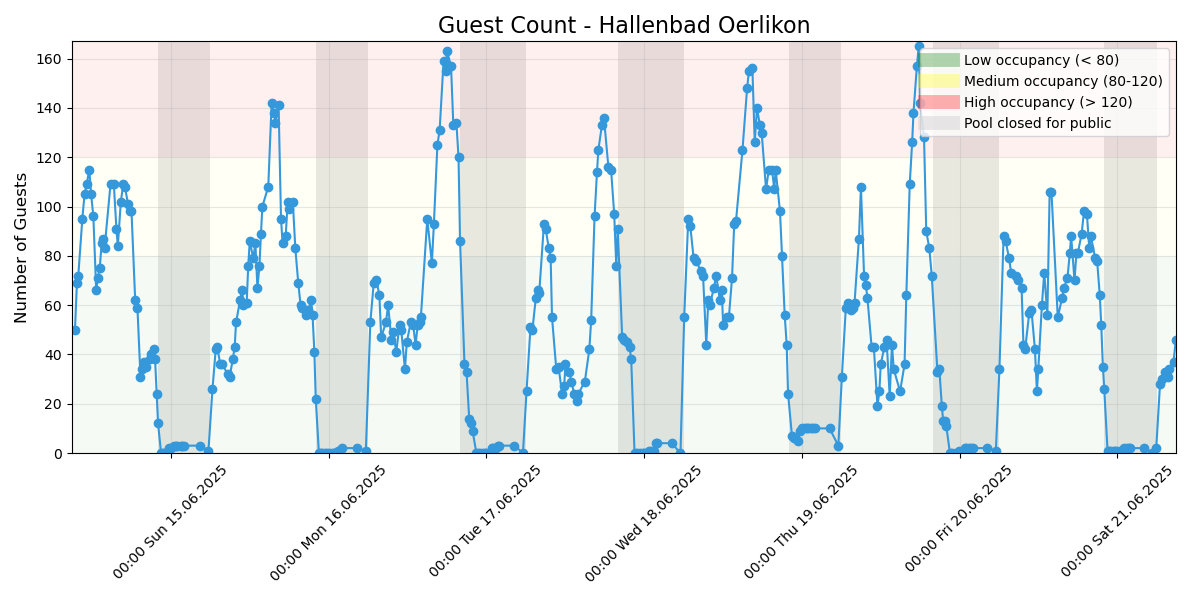 Guest Count - Hallenbad Oerlikon
Number of Guests
160
140
120
100
80
60
40
20
0
Low occupancy (< 80)
Medium occupancy (80-120)
High occupancy (> 120)
Pool closed for public
00:00 Sun 15.06.2025
00:00 Mon 16.06.2025
00:00 Tue 17.06.2025
00:00 Wed 18.06.2025
00:00 Thu 19.06.2025
00:00 Fri 20.06.2025
00:00 Sat 21.06.2025